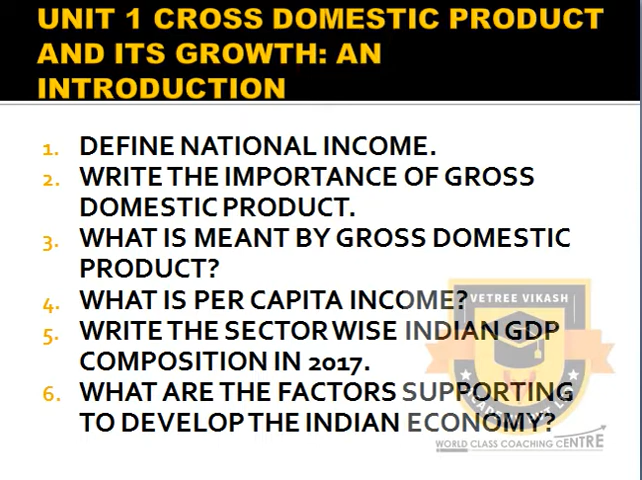 UNIT 1 CROSS DOMESTIC PRODUCT
AND ITS GROWTH: AN
INTRODUCTION
1. DEFINE NATIONAL INCOME.
2. WRITE THE IMPORTANCE OF GROSS
DOMESTIC PRODUCT.
3. WHAT IS MEANT BY GROSS DOMESTIC
PRODUCT?
4. WHAT IS PER CAPITA INCOME?
VETREE VIKASH
5. WRITE THE SECTOR WISE INDIAN GDP
COMPOSITION IN 2017.
6. WHAT ARE THE FACTORS SUPPORTING
TO DEVELOP THE INDIAN ECONOMY?
WORLD CLASS COACHING CENTRE